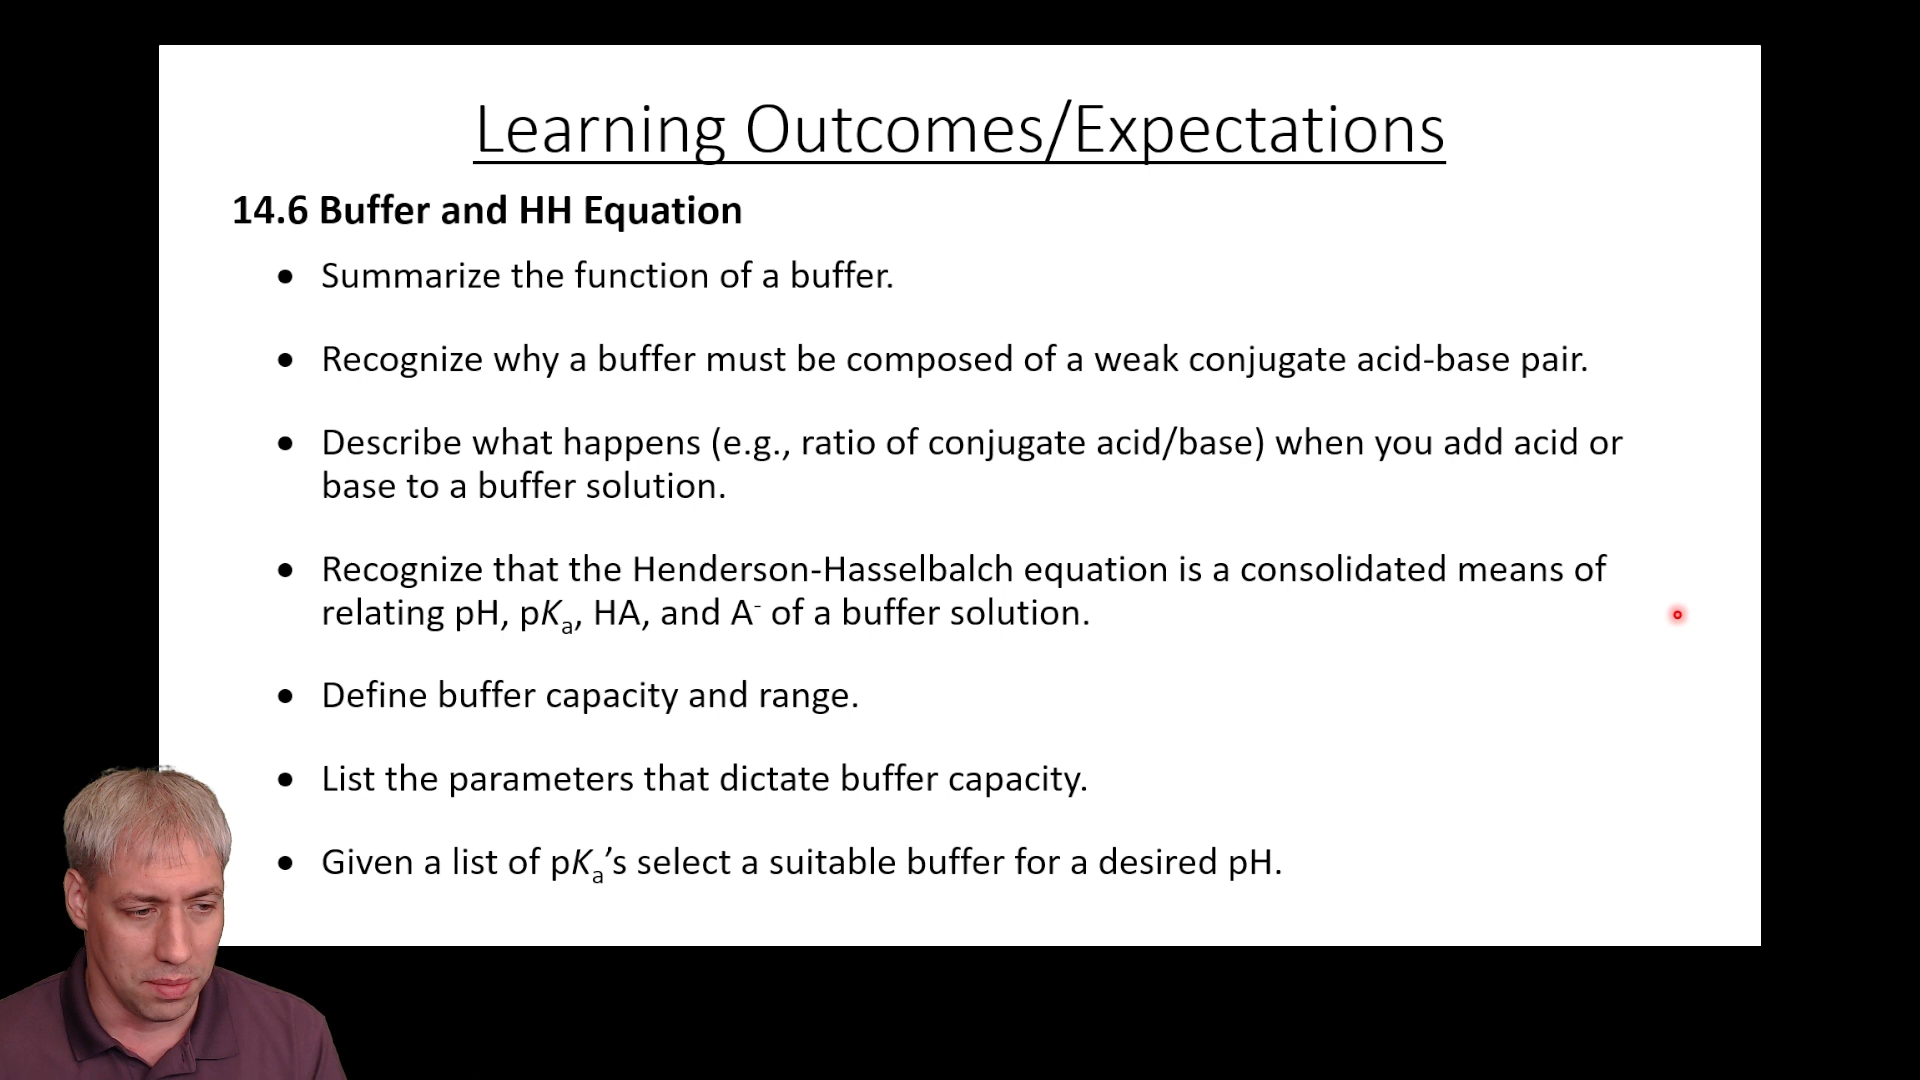 Learning Outcomes/Expectations
14.6 Buffer and HH Equation
• Summarize the function of a buffer.
• Recognize why a buffer must be composed of a weak conjugate acid-base pair.
• Describe what happens (e.g., ratio of conjugate acid/base) when you add acid or
base to a buffer solution.
• Recognize that the Henderson-Hasselbalch equation is a consolidated means of
relating pH, pKₐ, HA, and A⁻ of a buffer solution.
• Define buffer capacity and range.
• List the parameters that dictate buffer capacity.
• Given a list of pKₐ’s select a suitable buffer for a desired pH.